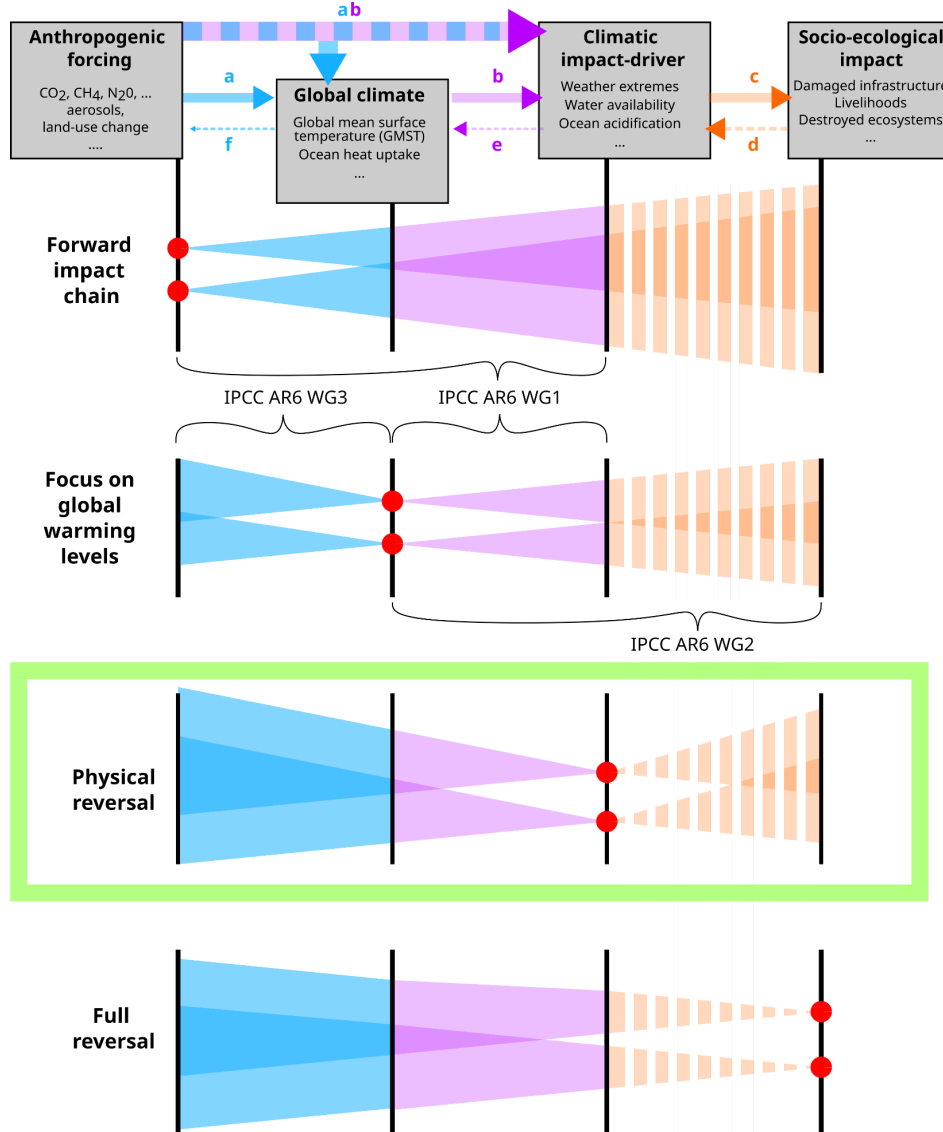 ab
Anthropogenic
forcing
CO2, CH4, N20, ...
aerosols,
land-use change
....
a
f
Global climate
Global mean surface
temperature (GMST)
Ocean heat uptake
...
b
e
Climatic
impact-driver
Weather extremes
Water availability
Ocean acidification
...
c
d
Socio-ecological
impact
Damaged infrastructure
Livelihoods
Destroyed ecosystems
...
Forward
impact
chain
IPCC AR6 WG3
IPCC AR6 WG1
Focus on
global
warming
levels
IPCC AR6 WG2
Physical
reversal
Full
reversal